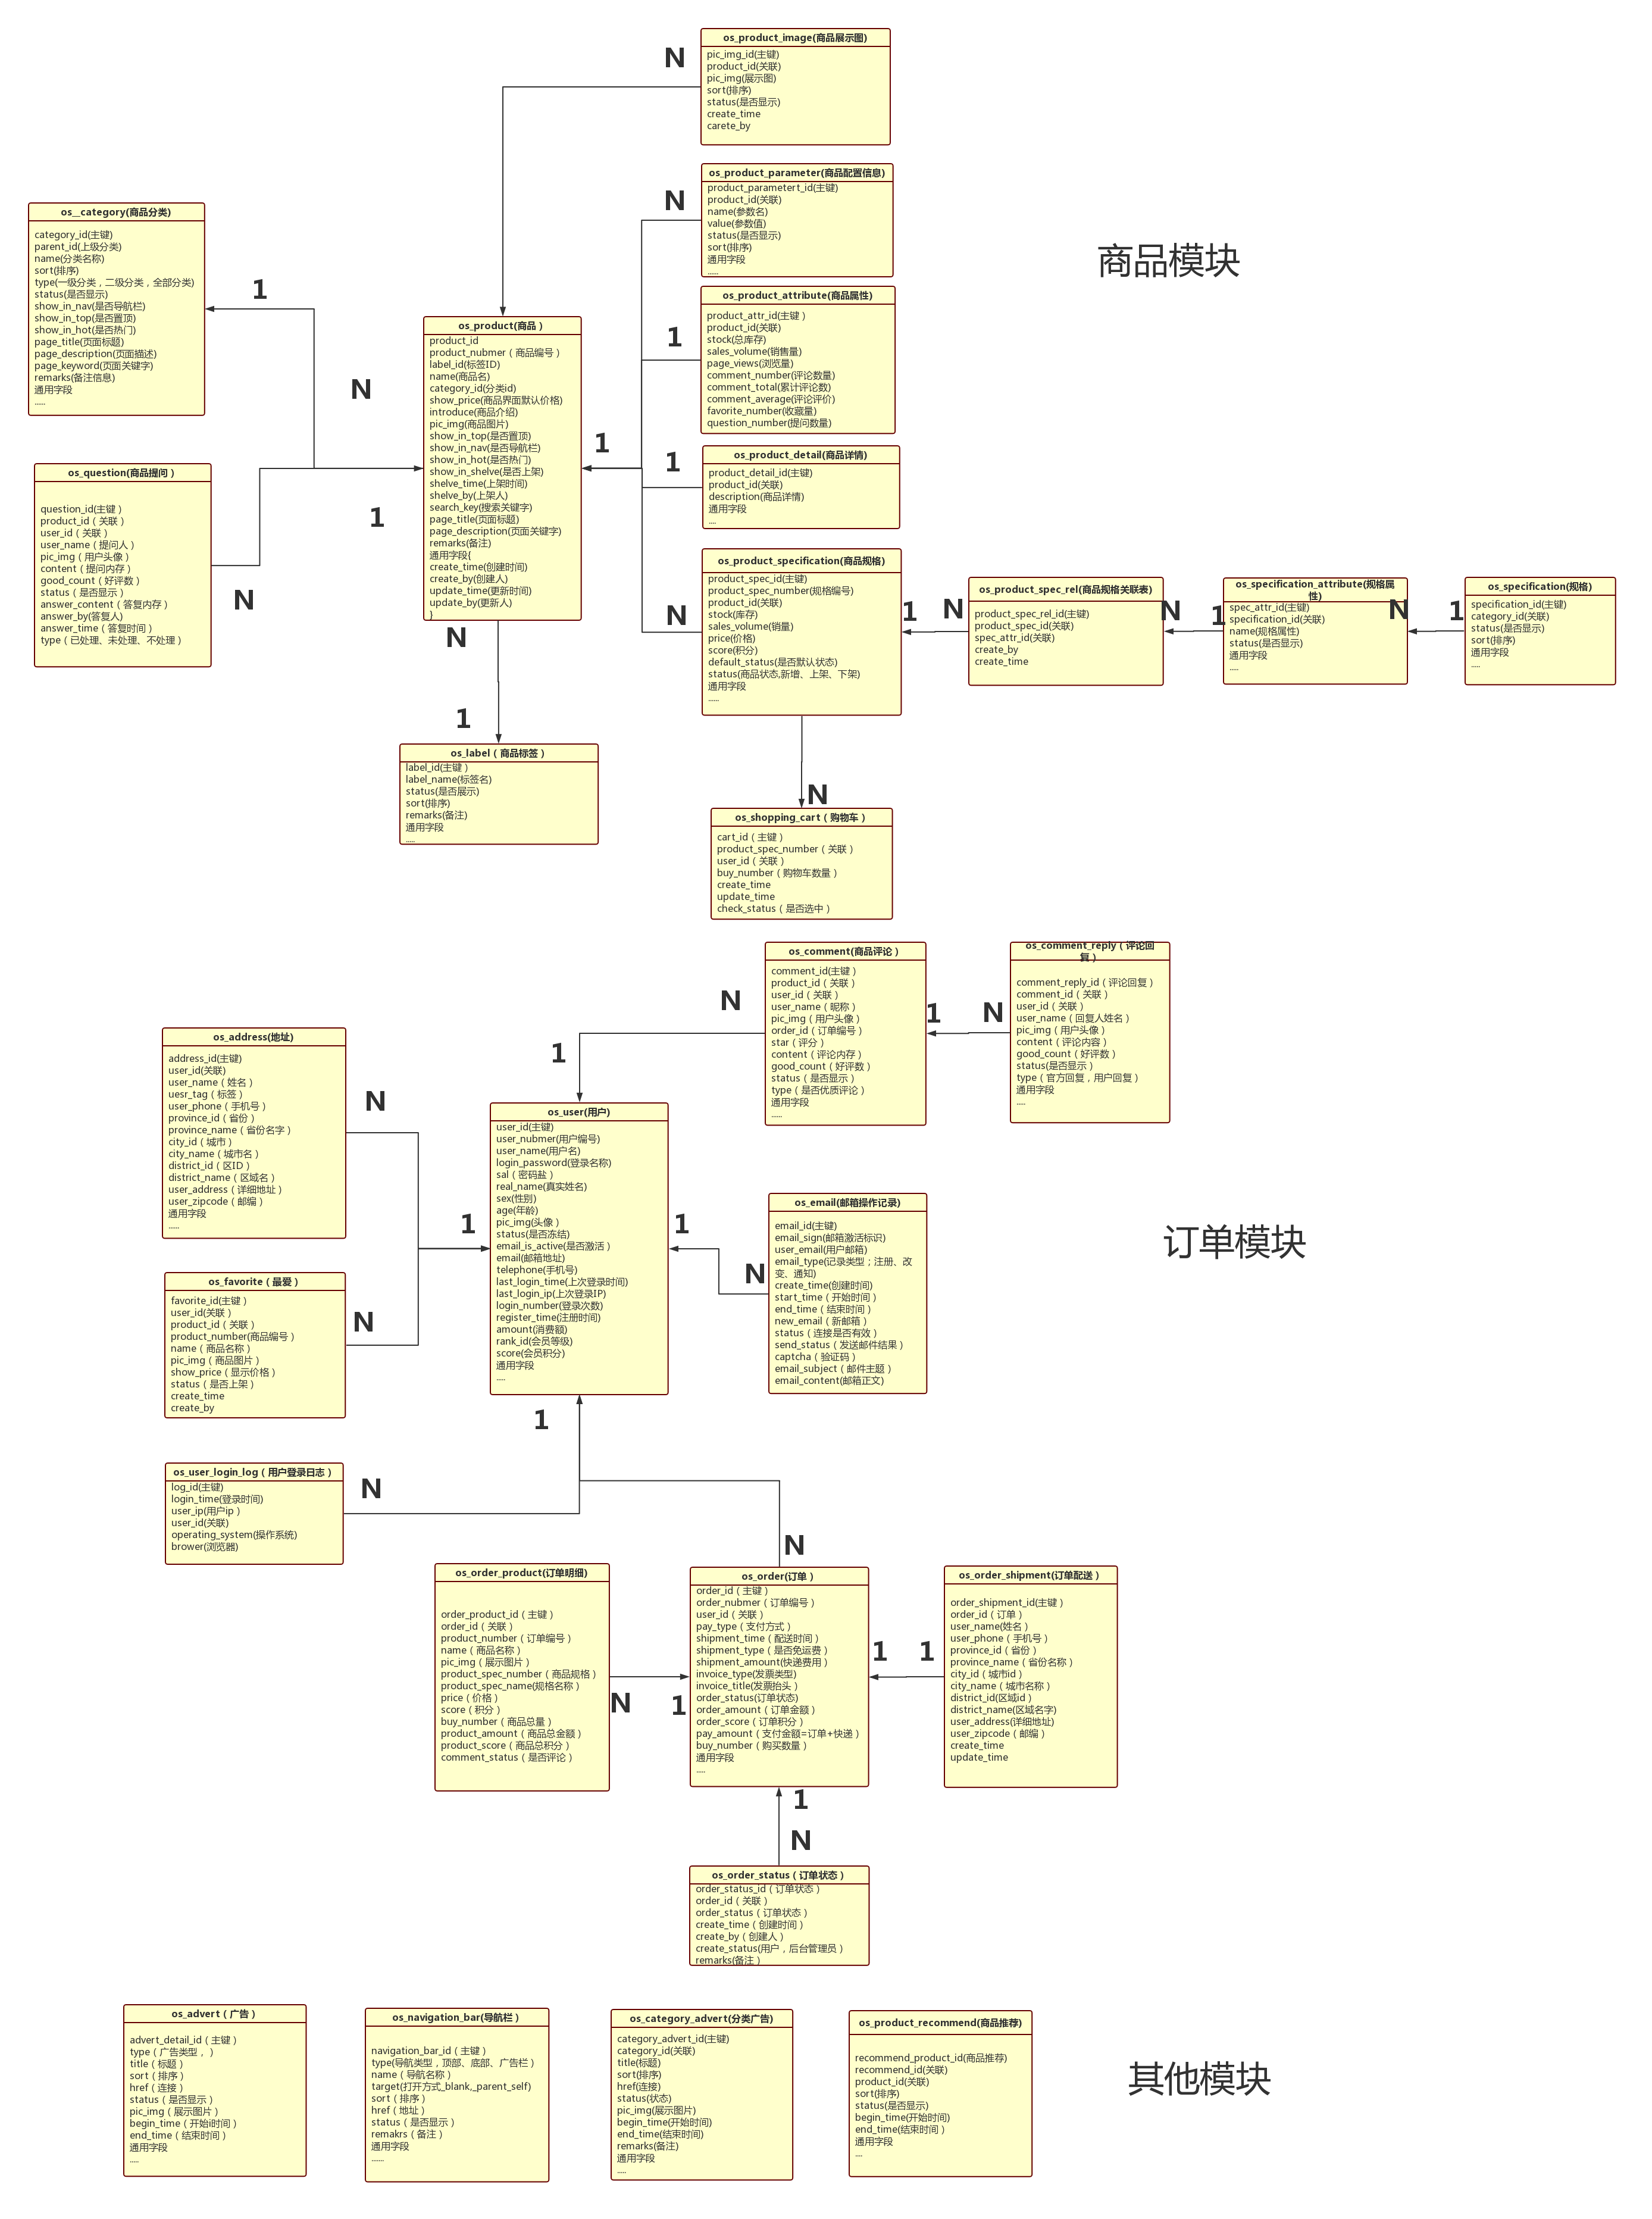 os_product_image(商品展示图)
pic_img_id(主键)
product_id(关联)
pic_img(展示图)
sort(排序)
status(是否显示)
create_time
carete_by
N
os_product_parameter(商品配置信息)
product_parametert_id(主键)
product_id(关联)
name(参数名)
value(参数值)
status(是否显示)
sort(排序)
通用字段
.....
N
商品模块
os__category(商品分类)
category_id(主键)
parent_id(上级分类)
name(分类名称)
sort(排序)
type(一级分类，二级分类，全部分类)
status(是否显示)
show_in_nav(是否导航栏)
show_in_top(是否置顶)
show_in_hot(是否热门)
page_title(页面标题)
page_description(页面描述)
page_keyword(页面关键字)
remarks(备注信息)
通用字段
.....
1
N
os_product_attribute(商品属性)
product_attr_id(主键 )
product_id(关联)
stock(总库存)
sales_volume(销售量)
page_views(浏览量)
comment_number(评论数量)
comment_total(累计评论数)
comment_average(评论评价)
favorite_number(收藏量)
question_number(提问数量)
1
os_product(商品 )
product_id
product_nubmer ( 商品编号 )
label_id(标签ID)
name(商品名)
category_id(分类id)
show_price(商品界面默认价格)
introduce(商品介绍)
pic_img(商品图片)
show_in_top(是否置顶)
show_in_nav(是否导航栏)
show_in_hot(是否热门)
show_in_shelve(是否上架)
shelve_time(上架时间)
shelve_by(上架人)
search_key(搜索关键字)
page_title(页面标题)
page_description(页面关键字)
remarks(备注)
通用字段{
create_time(创建时间)
create_by(创建人)
update_time(更新时间)
update_by(更新人)
}
1
os_product_detail(商品详情)
product_detail_id(主键)
product_id(关联)
description(商品详情)
通用字段
....
1
os_question(商品提问 )
question_id(主键 )
product_id ( 关联 )
user_id ( 关联 )
user_name ( 提问人 )
pic_img ( 用户头像 )
content ( 提问内存 )
good_count ( 好评数 )
status ( 是否显示 )
answer_content ( 答复内存 )
answer_by(答复人)
answer_time ( 答复时间 )
type ( 已处理、未处理、不处理 )
1
N
os_product_specification(商品规格)
product_spec_id(主键)
product_spec_number(规格编号)
product_id(关联)
stock(库存)
sales_volume(销量)
price(价格)
score(积分)
default_status(是否默认状态)
status(商品状态,新增、上架、下架)
通用字段
......
N
1
os_product_spec_rel(商品规格关联表)
product_spec_rel_id(主键)
product_spec_id(关联)
spec_attr_id(关联)
create_by
create_time
N
N
os_specification_attribute(规格属
性)
spec_attr_id(主键)
specification_id(关联)
name(规格属性)
status(是否显示)
通用字段
....
1
N
os_specification(规格)
specification_id(主键)
category_id(关联)
status(是否显示)
sort(排序)
通用字段
....
1
N
1
os_label ( 商品标签 )
label_id(主键 )
label_name(标签名)
status(是否展示)
sort(排序)
remarks(备注)
通用字段
.....
N
os_shopping_cart ( 购物车 )
cart_id ( 主键 )
product_spec_number ( 关联 )
user_id ( 关联 )
buy_number ( 购物车数量 )
create_time
update_time
check_status ( 是否选中 )
os_comment(商品评论 )
comment_id(主键 )
product_id ( 关联 )
user_id ( 关联 )
user_name ( 昵称 )
pic_img ( 用户头像 )
order_id ( 订单编号 )
star ( 评分 )
content ( 评论内存 )
good_count ( 好评数 )
status ( 是否显示 )
type ( 是否优质评论 )
通用字段
.....
N
1
1
N
os_comment_reply ( 评论回
复 )
comment_reply_id ( 评论回复 )
comment_id ( 关联 )
user_id ( 关联 )
user_name ( 回复人姓名 )
pic_img ( 用户头像 )
content ( 评论内容 )
good_count ( 好评数 )
status(是否显示 )
type ( 官方回复，用户回复 )
通用字段
....
os_address(地址)
address_id(主键)
user_id(关联)
user_name ( 姓名 )
uesr_tag ( 标签 )
user_phone ( 手机号 )
province_id ( 省份 )
province_name ( 省份名字 )
city_id ( 城市 )
city_name ( 城市名 )
district_id ( 区ID )
district_name ( 区域名 )
user_address ( 详细地址 )
user_zipcode ( 邮编 )
通用字段
.....
N
1
os_user(用户)
user_id(主键)
user_nubmer(用户编号)
user_name(用户名)
login_password(登录名称)
sal ( 密码盐 )
real_name(真实姓名)
sex(性别)
age(年龄)
pic_img(头像 )
status(是否冻结)
email_is_active(是否激活 )
email(邮箱地址)
telephone(手机号)
last_login_time(上次登录时间)
last_login_ip(上次登录IP)
login_number(登录次数)
register_time(注册时间)
amount(消费额)
rank_id(会员等级)
score(会员积分)
通用字段
....
1
N
os_email(邮箱操作记录)
email_id(主键)
email_sign(邮箱激活标识)
user_email(用户邮箱)
email_type(记录类型；注册、改
变、通知)
create_time(创建时间)
start_time ( 开始时间 )
end_time ( 结束时间 )
new_email ( 新邮箱 )
status ( 连接是否有效 )
send_status ( 发送邮件结果 )
captcha ( 验证码 )
email_subject ( 邮件主题 )
email_content(邮箱正文)
订单模块
os_favorite ( 最爱 )
favorite_id(主键 )
user_id(关联 )
product_id ( 关联 )
product_number(商品编号 )
name ( 商品名称 )
pic_img ( 商品图片 )
show_price ( 显示价格 )
status ( 是否上架 )
create_time
create_by
N
1
os_user_login_log ( 用户登录日志 )
log_id(主键)
login_time(登录时间)
user_ip(用户ip )
user_id(关联)
operating_system(操作系统)
brower(浏览器)
N
N
os_order_product(订单明细)
order_product_id ( 主键 )
order_id ( 关联 )
product_number ( 订单编号 )
name ( 商品名称 )
pic_img ( 展示图片 )
product_spec_number ( 商品规格 )
product_spec_name(规格名称 )
price ( 价格 )
score ( 积分 )
buy_number ( 商品总量 )
product_amount ( 商品总金额 )
product_score ( 商品总积分 )
comment_status ( 是否评论 )
N
1
os_order(订单 )
order_id ( 主键 )
order_nubmer ( 订单编号 )
user_id ( 关联 )
pay_type ( 支付方式 )
shipment_time ( 配送时间 )
shipment_type ( 是否免运费 )
shipment_amount(快递费用 )
invoice_type(发票类型)
invoice_title(发票抬头 )
order_status(订单状态)
order_amount ( 订单金额 )
order_score ( 订单积分 )
pay_amount ( 支付金额=订单+快递 )
buy_number ( 购买数量 )
通用字段
....
1
1
os_order_shipment(订单配送 )
order_shipment_id(主键 )
order_id ( 订单 )
user_name(姓名 )
user_phone ( 手机号 )
province_id ( 省份 )
province_name ( 省份名称 )
city_id ( 城市id )
city_name ( 城市名称 )
district_id(区域id )
district_name(区域名字)
user_address(详细地址)
user_zipcode ( 邮编 )
create_time
update_time
1
N
os_order_status ( 订单状态 )
order_status_id ( 订单状态 )
order_id ( 关联 )
order_status ( 订单状态 )
create_time ( 创建时间 )
create_by ( 创建人 )
create_status(用户，后台管理员 )
remarks(备注 )
os_advert ( 广告 )
advert_detail_id ( 主键 )
type ( 广告类型，)
title ( 标题 )
sort ( 排序 )
href ( 连接 )
status ( 是否显示 )
pic_img ( 展示图片 )
begin_time ( 开始i时间 )
end_time ( 结束时间 )
通用字段
....
os_navigation_bar(导航栏 )
navigation_bar_id ( 主键 )
type(导航类型，顶部、底部、广告栏 )
name ( 导航名称 )
target(打开方式_blank,_parent_self)
sort ( 排序 )
href ( 地址 )
status ( 是否显示 )
remakrs ( 备注 )
通用字段
......
os_category_advert(分类广告)
category_advert_id(主键)
category_id(关联)
title(标题)
sort(排序)
href(连接)
status(状态)
pic_img(展示图片)
begin_time(开始时间)
end_time(结束时间)
remarks(备注)
通用字段
....
os_product_recommend(商品推荐)
recommend_product_id(商品推荐)
recommend_id(关联)
product_id(关联)
sort(排序)
status(是否显示)
begin_time(开始时间)
end_time(结束时间 )
通用字段
...
其他模块